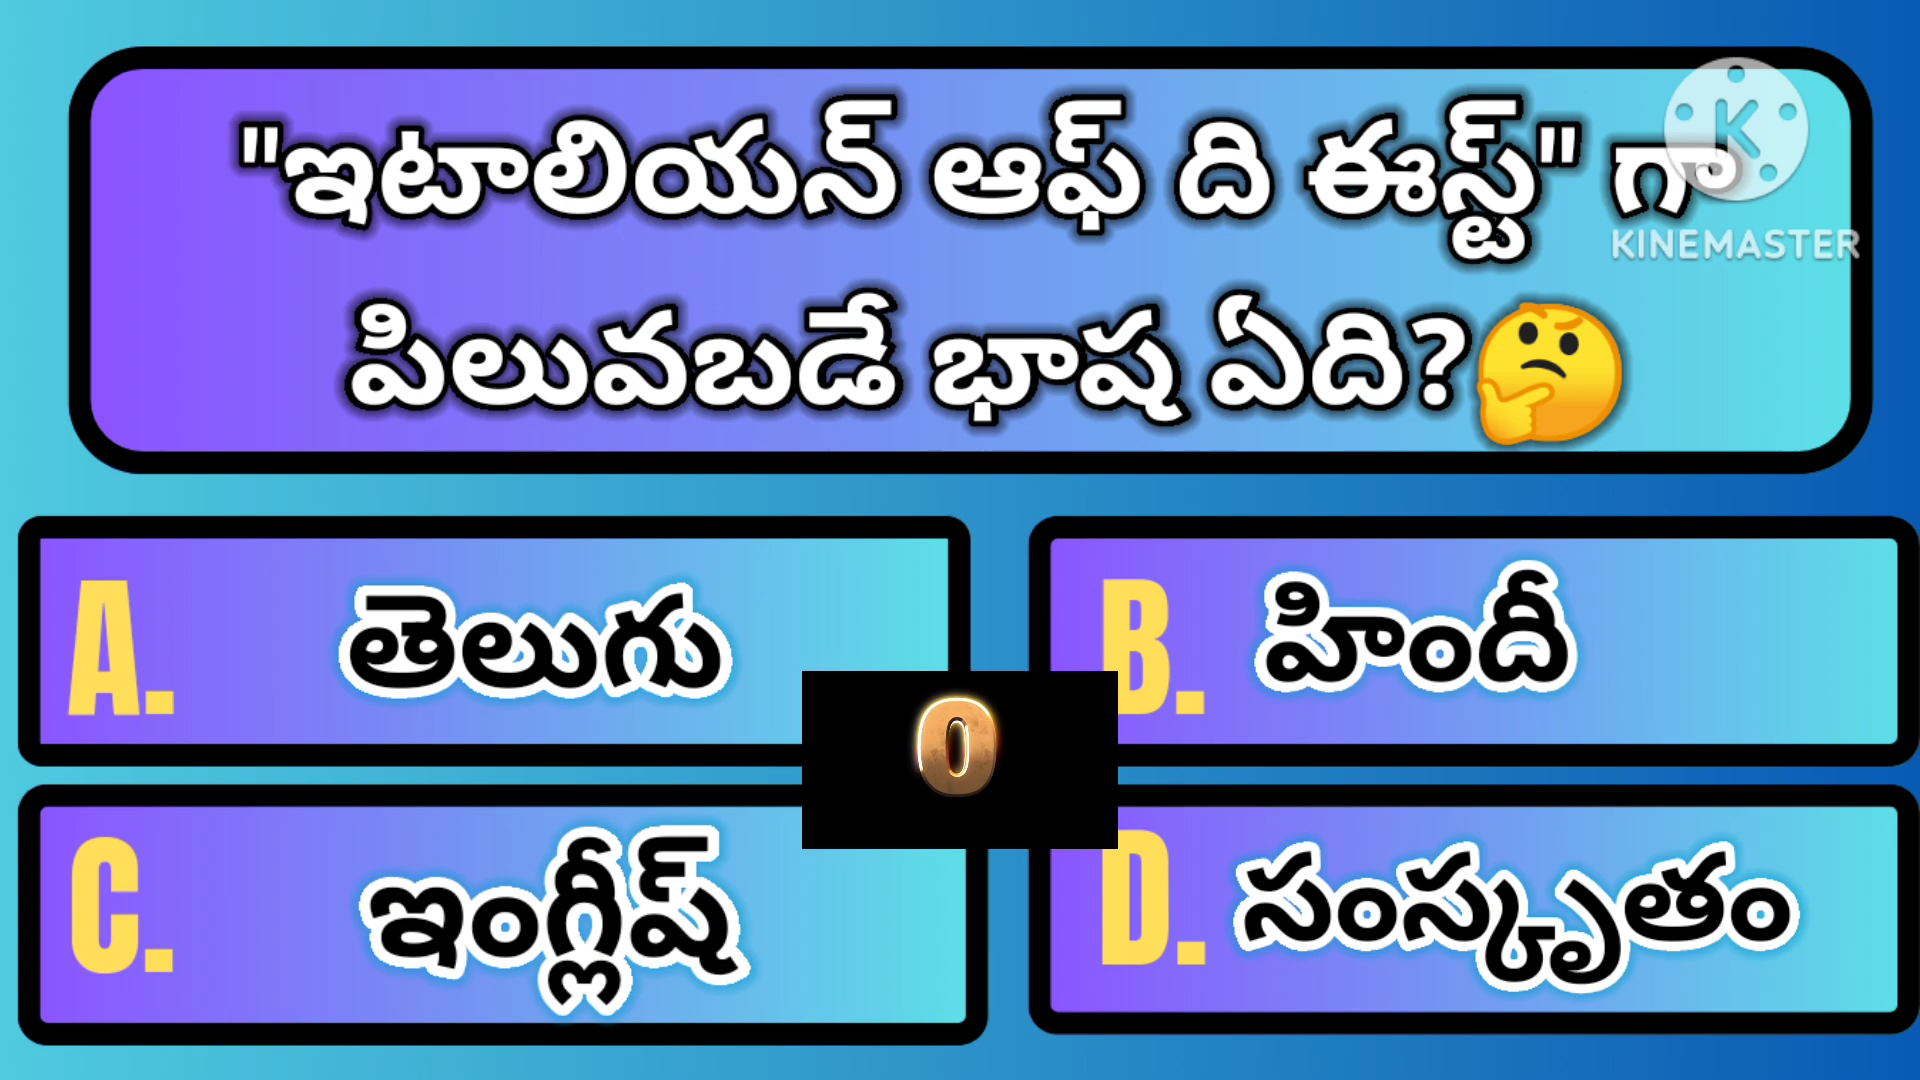 "ఇటాలియన్ ఆఫ్ ది ఈస్ట్" గా
KINEMASTER
పిలువబడే భాష ఏది?🤔
A. తెలుగు
B. హిందీ
0
C. ఇంగ్లీష్
D. సంస్కృతం